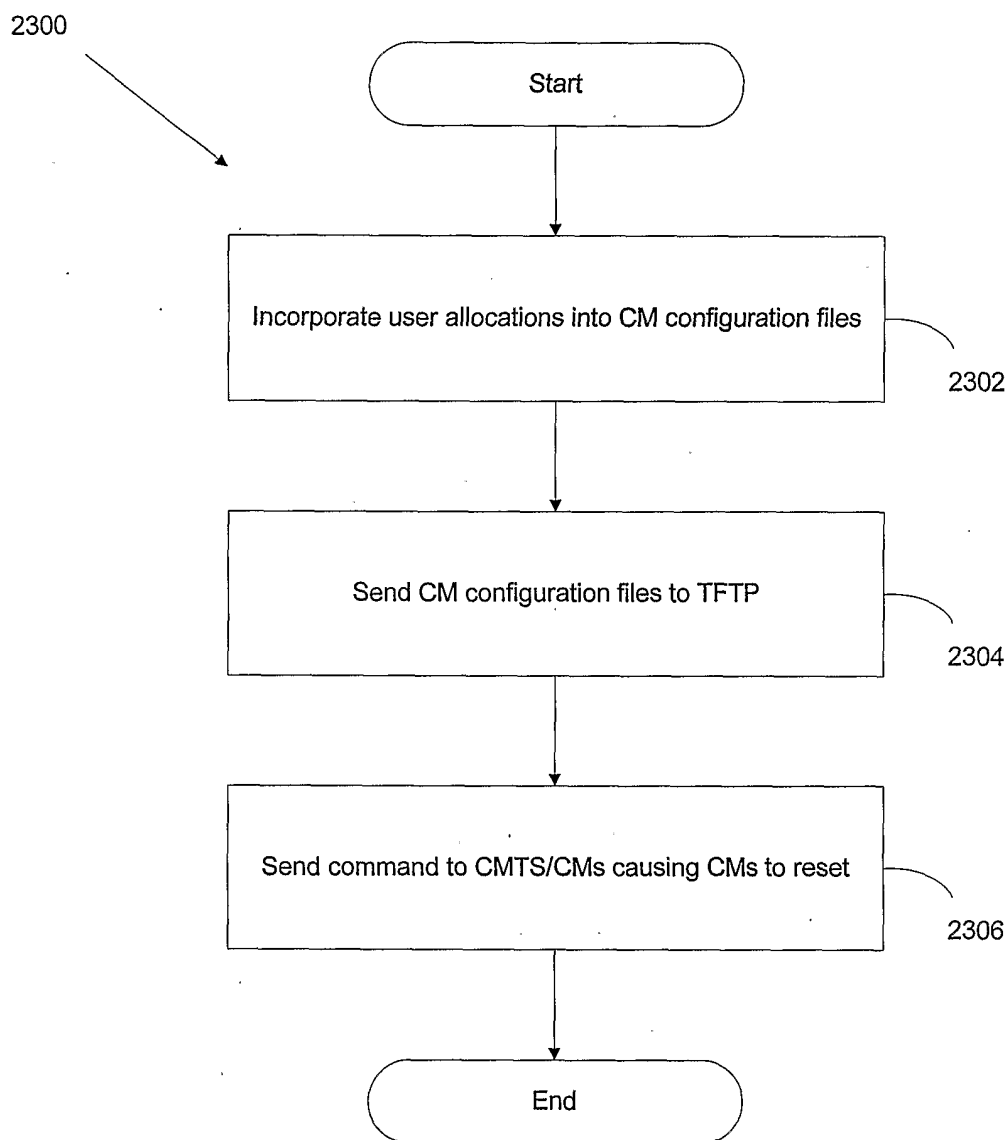 2300
Start
Incorporate user allocations into CM configuration files
2302
Send CM configuration files to TFTP
2304
Send command to CMTS/CMs causing CMs to reset
2306
End